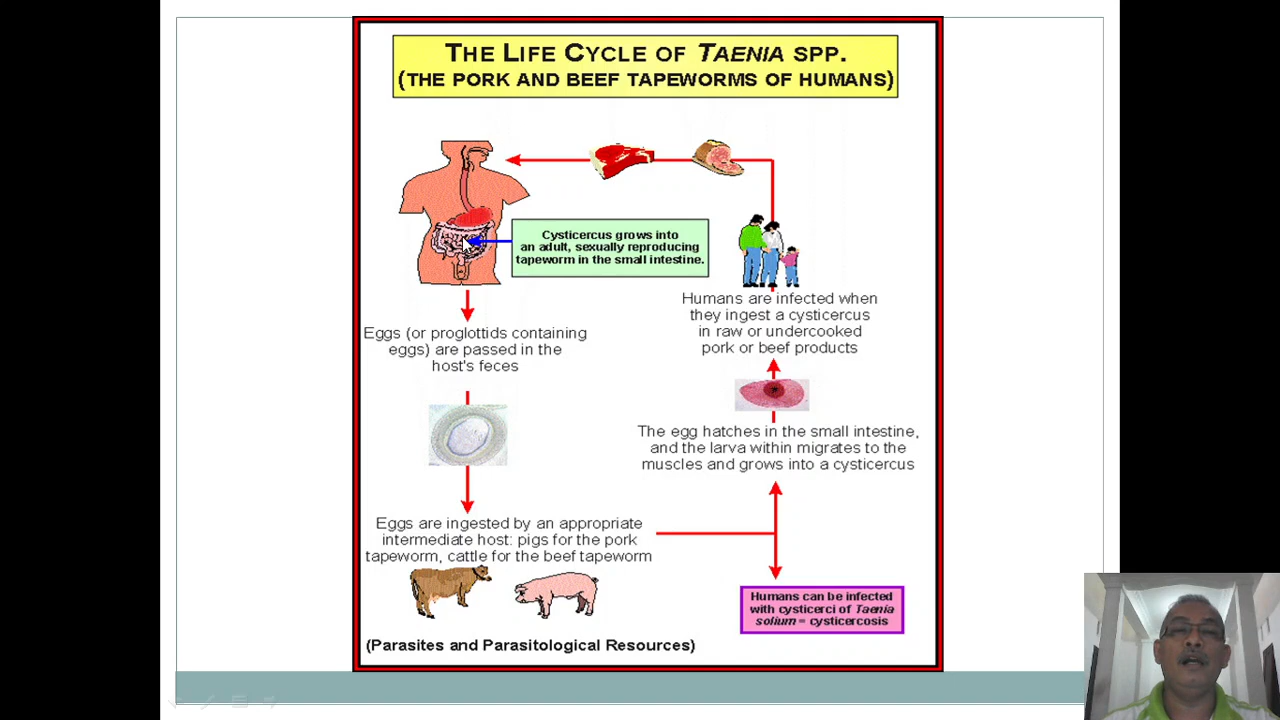 THE LIFE CYCLE OF TAENIA SPP.
(THE PORK AND BEEF TAPEWORMS OF HUMANS)
Cysticercus grows into
an adult, sexually reproducing
tapeworm in the small intestine.
Eggs (or proglottids containing
eggs) are passed in the
host's feces
Eggs are ingested by an appropriate
intermediate host: pigs for the pork
tapeworm, cattle for the beef tapeworm
Humans can be infected
with cysticerci of Taenia
solium = cysticercosis
The egg hatches in the small intestine,
and the larva within migrates to the
muscles and grows into a cysticercus
Humans are infected when
they ingest a cysticercus
in raw or undercooked
pork or beef products
(Parasites and Parasitological Resources)